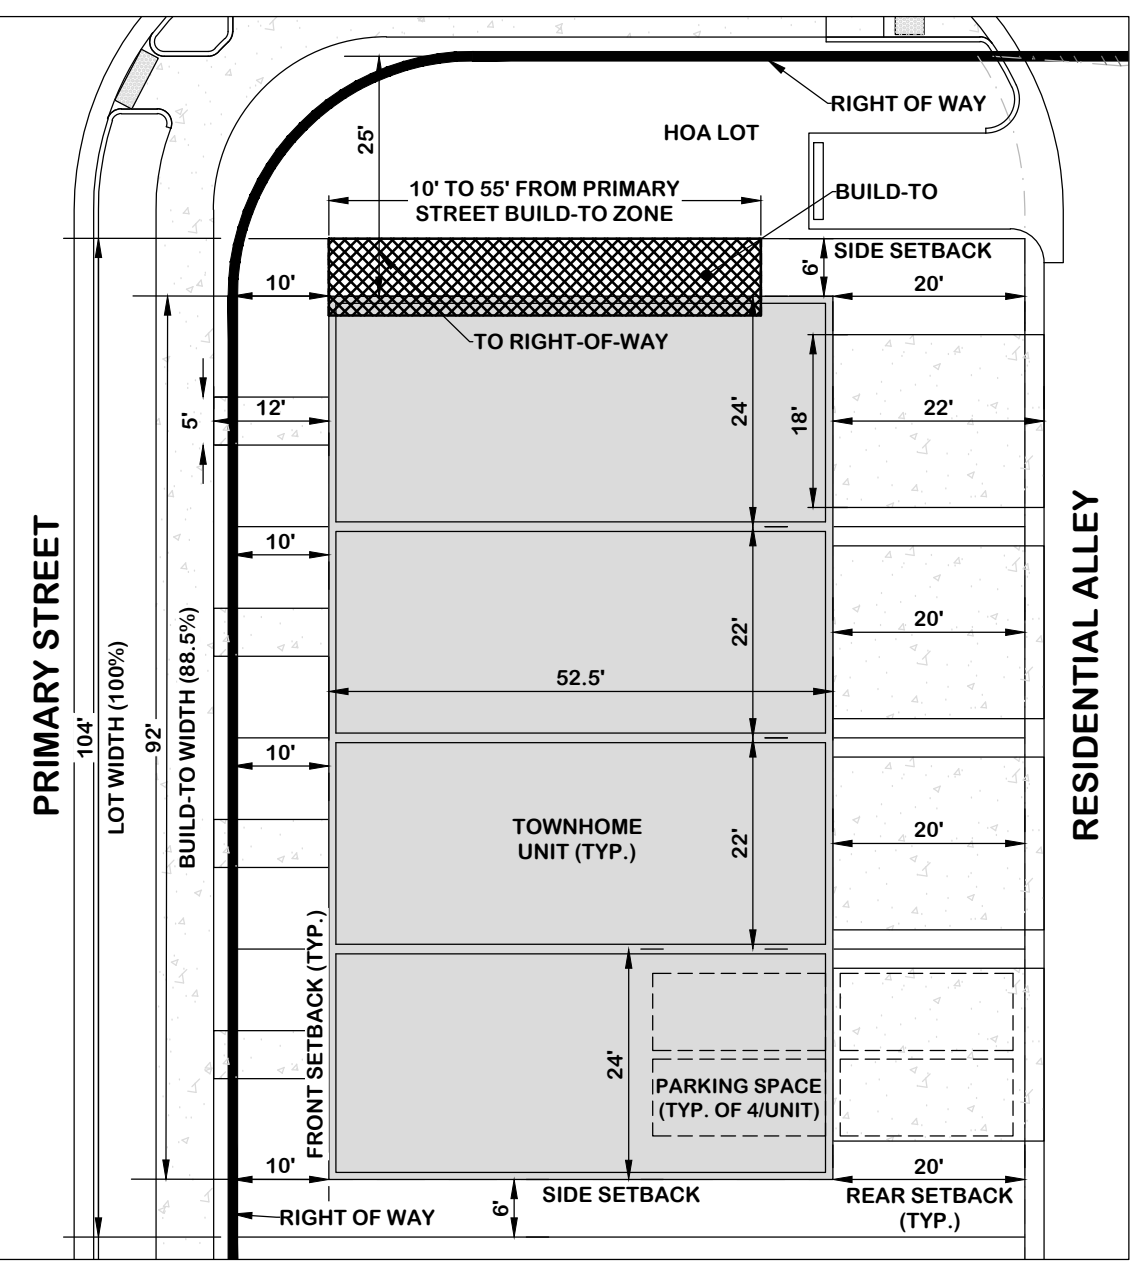 RIGHT OF WAY
HOA LOT
25'
10' TO 55' FROM PRIMARY
STREET BUILD-TO ZONE
BUILD-TO
SIDE SETBACK
6'
10'
20'
TO RIGHT-OF-WAY
5'
12'
24'
18'
22'
10'
22'
20'
52.5'
PRIMARY STREET
104'
LOT WIDTH (100%)
92'
BUILD-TO WIDTH (88.5%)
RESIDENTIAL ALLEY
10'
TOWNHOME
UNIT (TYP.)
22'
20'
FRONT SETBACK (TYP.)
24'
PARKING SPACE
(TYP. OF 4/UNIT)
10'
20'
SIDE SETBACK
REAR SETBACK
(TYP.)
6'
RIGHT OF WAY